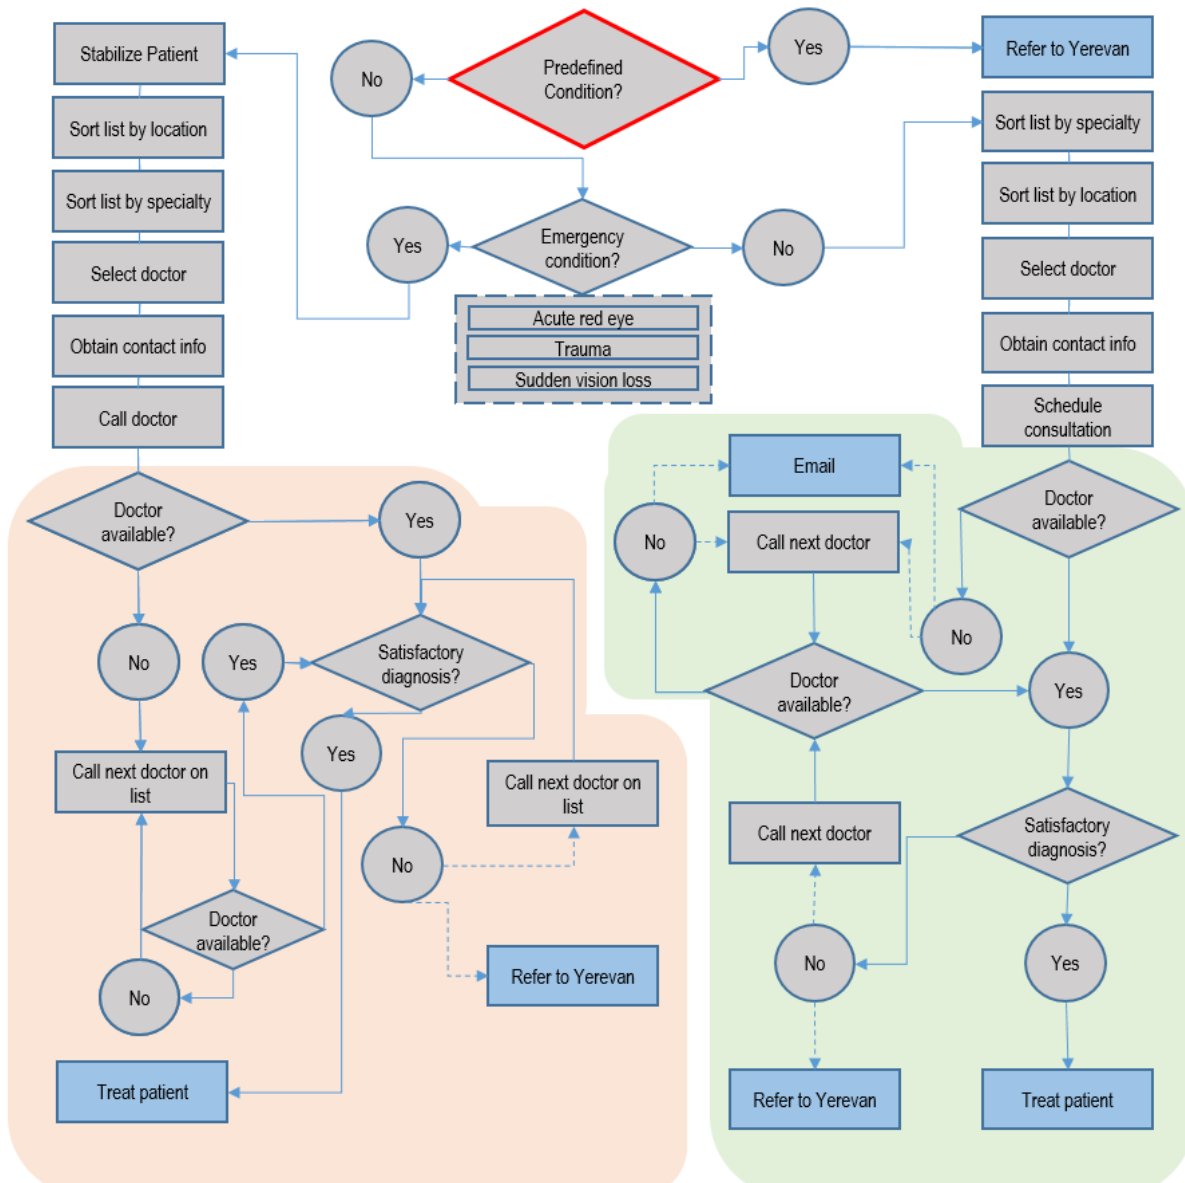 Predefined
Condition?
Yes
Refer to Yerevan
No
Stabilize Patient
Sort list by location
Sort list by specialty
Select doctor
Obtain contact info
Call doctor
Emergency
condition?
Yes
No
Acute red eye
Trauma
Sudden vision loss
Sort list by specialty
Sort list by location
Select doctor
Obtain contact info
Schedule
consultation
Doctor
available?
Yes
No
Yes
Satisfactory
diagnosis?
Yes
Call next doctor on
list
Call next doctor on
list
No
Doctor
available?
No
Refer to Yerevan
Treat patient
Email
Doctor
available?
No
Call next doctor
No
Doctor
available?
Yes
Call next doctor
Satisfactory
diagnosis?
No
Yes
Refer to Yerevan
Treat patient